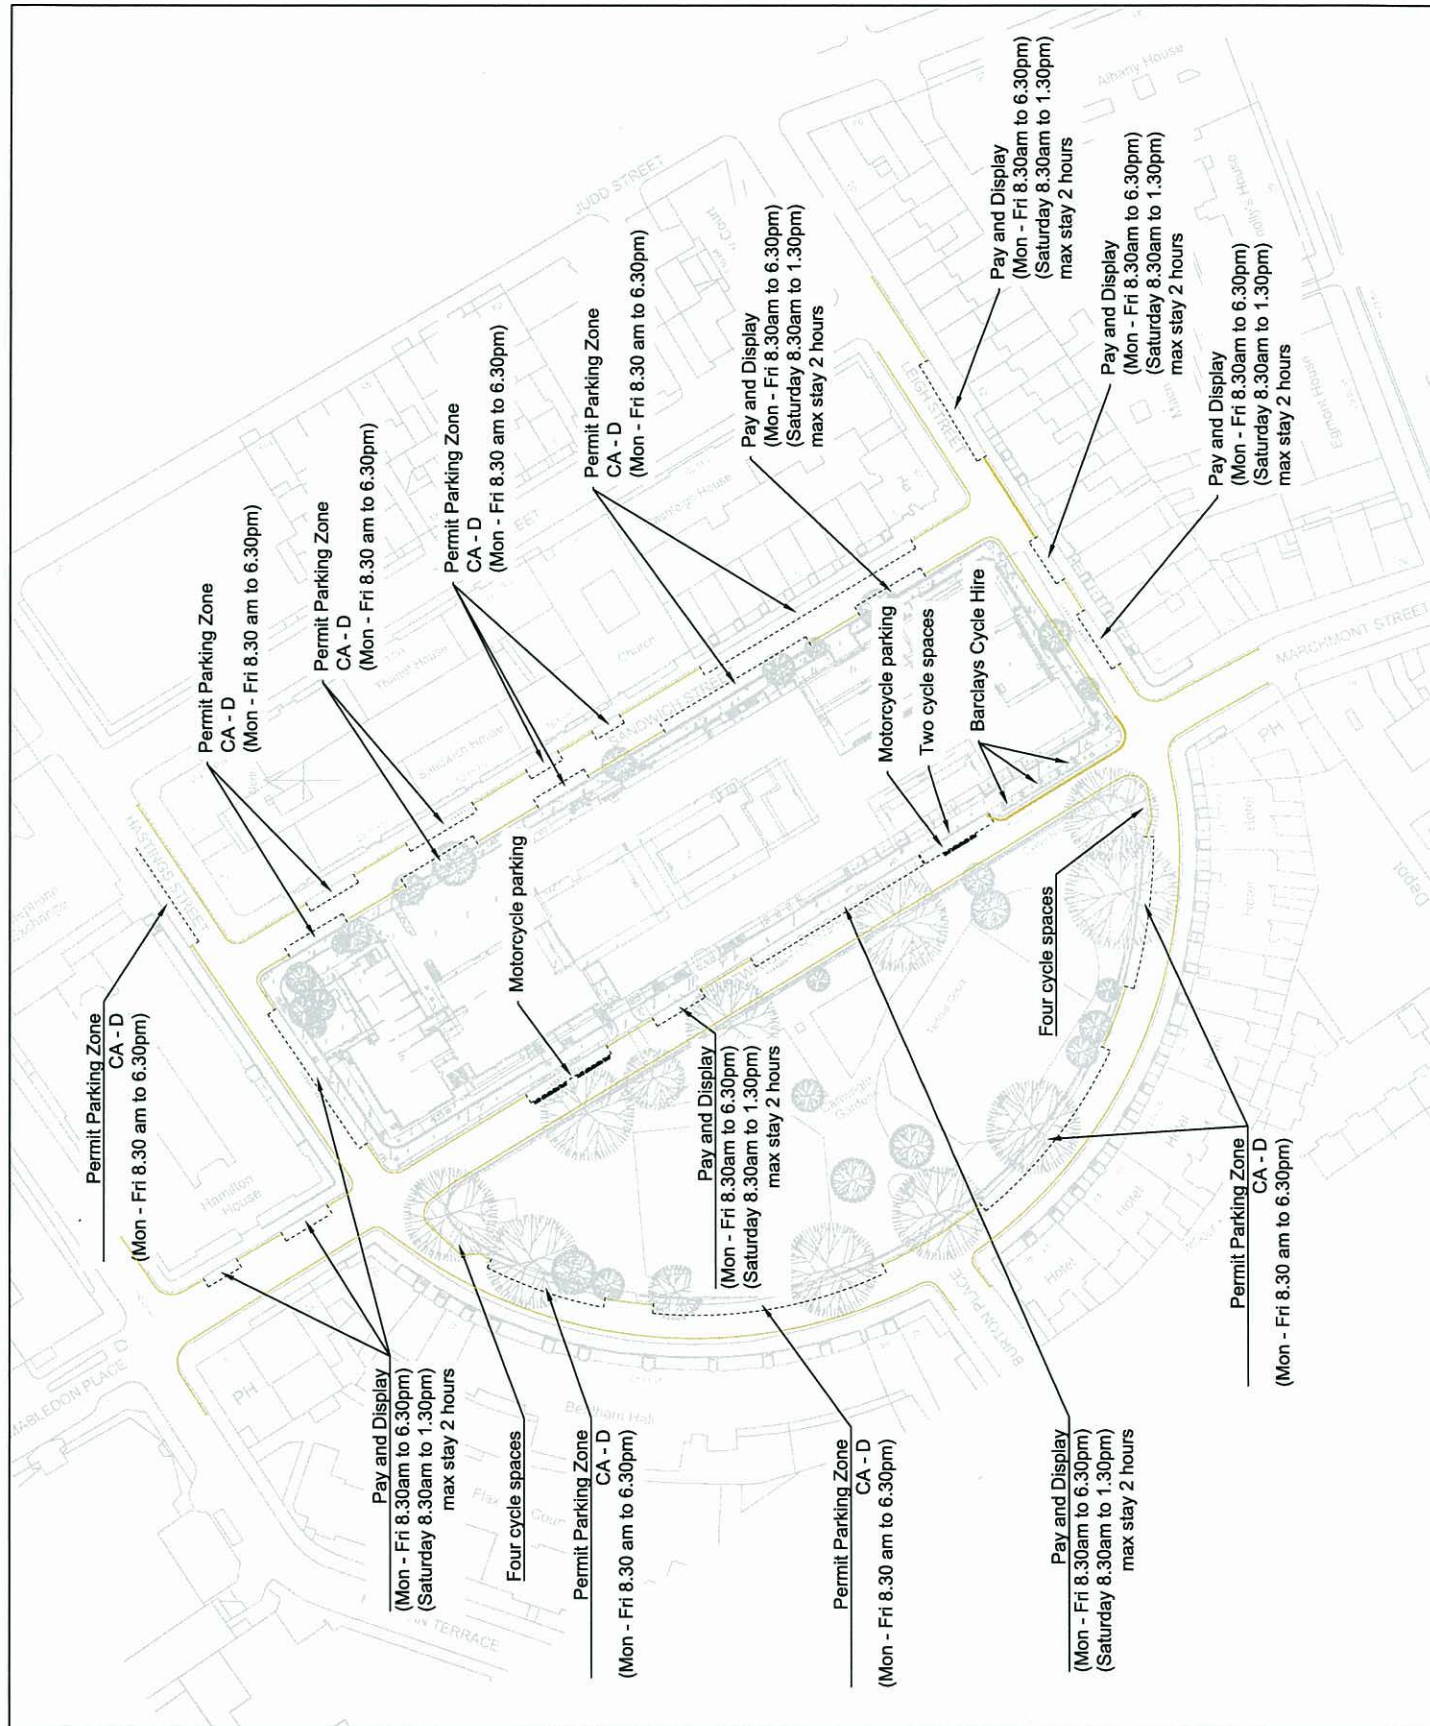 Permit Parking Zone
CA - D
(Mon - Fri 8.30 am to 6.30pm)
Permit Parking Zone
CA - D
(Mon - Fri 8.30 am to 6.30pm)
Permit Parking Zone
CA - D
(Mon - Fri 8.30 am to 6.30pm)
Permit Parking Zone
CA - D
(Mon - Fri 8.30 am to 6.30pm)
Permit Parking Zone
CA - D
(Mon - Fri 8.30 am to 6.30pm)
Pay and Display
(Mon - Fri 8.30am to 6.30pm)
(Saturday 8.30am to 1.30pm)
max stay 2 hours
Pay and Display
(Mon - Fri 8.30am to 6.30pm)
(Saturday 8.30am to 1.30pm)
max stay 2 hours
Pay and Display
(Mon - Fri 8.30am to 6.30pm)
(Saturday 8.30am to 1.30pm)
max stay 2 hours
Pay and Display
(Mon - Fri 8.30am to 6.30pm)
(Saturday 8.30am to 1.30pm)
max stay 2 hours
Motorcycle parking
Motorcycle parking
Two cycle spaces
Barclays Cycle Hire
Pay and Display
(Mon - Fri 8.30am to 6.30pm)
(Saturday 8.30am to 1.30pm)
max stay 2 hours
Four cycle spaces
Pay and Display
(Mon - Fri 8.30am to 6.30pm)
(Saturday 8.30am to 1.30pm)
max stay 2 hours
Four cycle spaces
Permit Parking Zone
CA - D
(Mon - Fri 8.30 am to 6.30pm)
Permit Parking Zone
CA - D
(Mon - Fri 8.30 am to 6.30pm)
Pay and Display
(Mon - Fri 8.30am to 6.30pm)
(Saturday 8.30am to 1.30pm)
max stay 2 hours
Permit Parking Zone
CA - D
(Mon - Fri 8.30 am to 6.30pm)
JUDD STREET
HASTINGS STREET
MARCHMONT STREET
BURTON PLACE
MABLEDON PLACE
TERRACE
Hamilton
House
Albany House
Thanet House
Church
Court
Tennis Court
PH
PH
Hotel
Hotel
Hotel
Depot